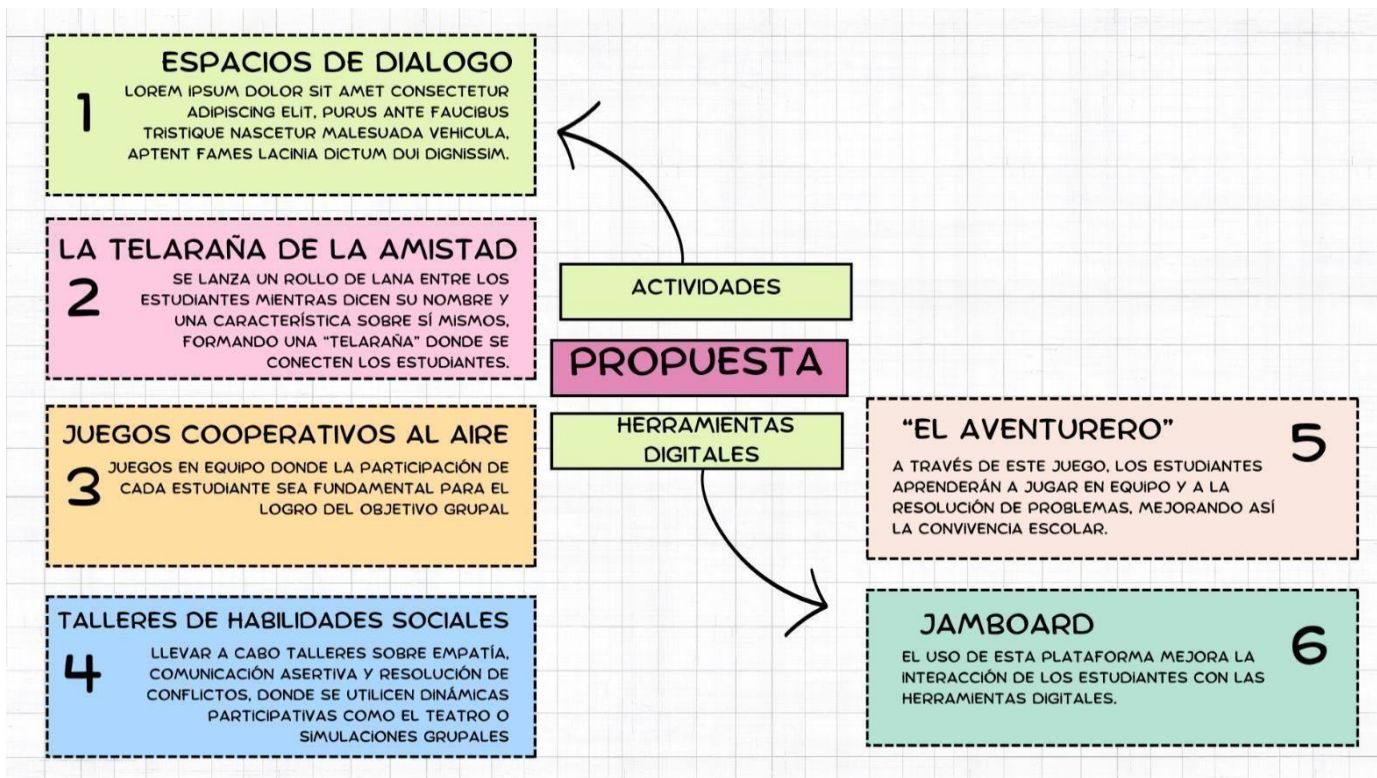 ESPACIOS DE DIALOGO
1
LOREM IPSUM DOLOR SIT AMET CONSECTETUR
ADIPISCING ELIT, PURUS ANTE FAUCIBUS
TRISTIQUE NASCETUR MALESUADA VEHICULA,
APTENT FAMES LACINIA DICTUM DUI DIGNISSIM.
LA TELARAÑA DE LA AMISTAD
2
SE LANZA UN ROLLO DE LANA ENTRE LOS
ESTUDIANTES MIENTRAS DICEN SU NOMBRE Y
UNA CARACTERÍSTICA SOBRE SÍ MISMOS,
FORMANDO UNA “TELARAÑA” DONDE SE
CONECTEN LOS ESTUDIANTES.
JUEGOS COOPERATIVOS AL AIRE
3
JUEGOS EN EQUIPO DONDE LA PARTICIPACIÓN DE
CADA ESTUDIANTE SEA FUNDAMENTAL PARA EL
LOGRO DEL OBJETIVO GRUPAL
TALLERES DE HABILIDADES SOCIALES
4
LLEVAR A CABO TALLERES SOBRE EMPATÍA,
COMUNICACIÓN ASERTIVA Y RESOLUCIÓN DE
CONFLICTOS, DONDE SE UTILICEN DINÁMICAS
PARTICIPATIVAS COMO EL TEATRO O
SIMULACIONES GRUPALES
ACTIVIDADES
PROPUESTA
HERRAMIENTAS
DIGITALES
“EL AVENTURERO”
5
A TRAVÉS DE ESTE JUEGO, LOS ESTUDIANTES
APRENDERÁN A JUGAR EN EQUIPO Y A LA
RESOLUCIÓN DE PROBLEMAS, MEJORANDO ASÍ
LA CONVIVENCIA ESCOLAR.
JAMBOARD
6
EL USO DE ESTA PLATAFORMA MEJORA LA
INTERACCIÓN DE LOS ESTUDIANTES CON LAS
HERRAMIENTAS DIGITALES.